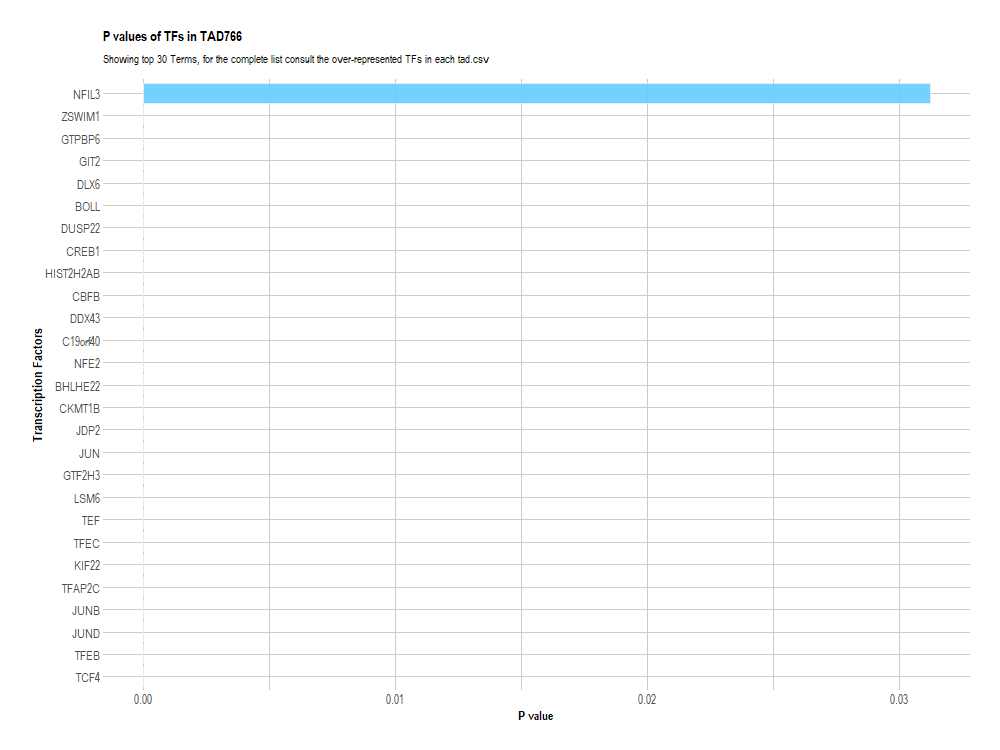 P values of TFs in TAD766
Showing top 30 Terms, for the complete list consult the over-represented TFs in each tad.csv
NFIL3
ZSWIM1
GTPBP6
GIT2
DLX6
BOLL
DUSP22
CREB1
HIST2H2AB
CBFB
DDX43
C19orf40
NFE2
BHLHE22
CKMT1B
JDP2
JUN
GTF2H3
LSM6
TEF
TFEC
KIF22
TFAP2C
JUNB
JUND
TFEB
TCF4
Transcription Factors
0.00 0.01 0.02 0.03
P value